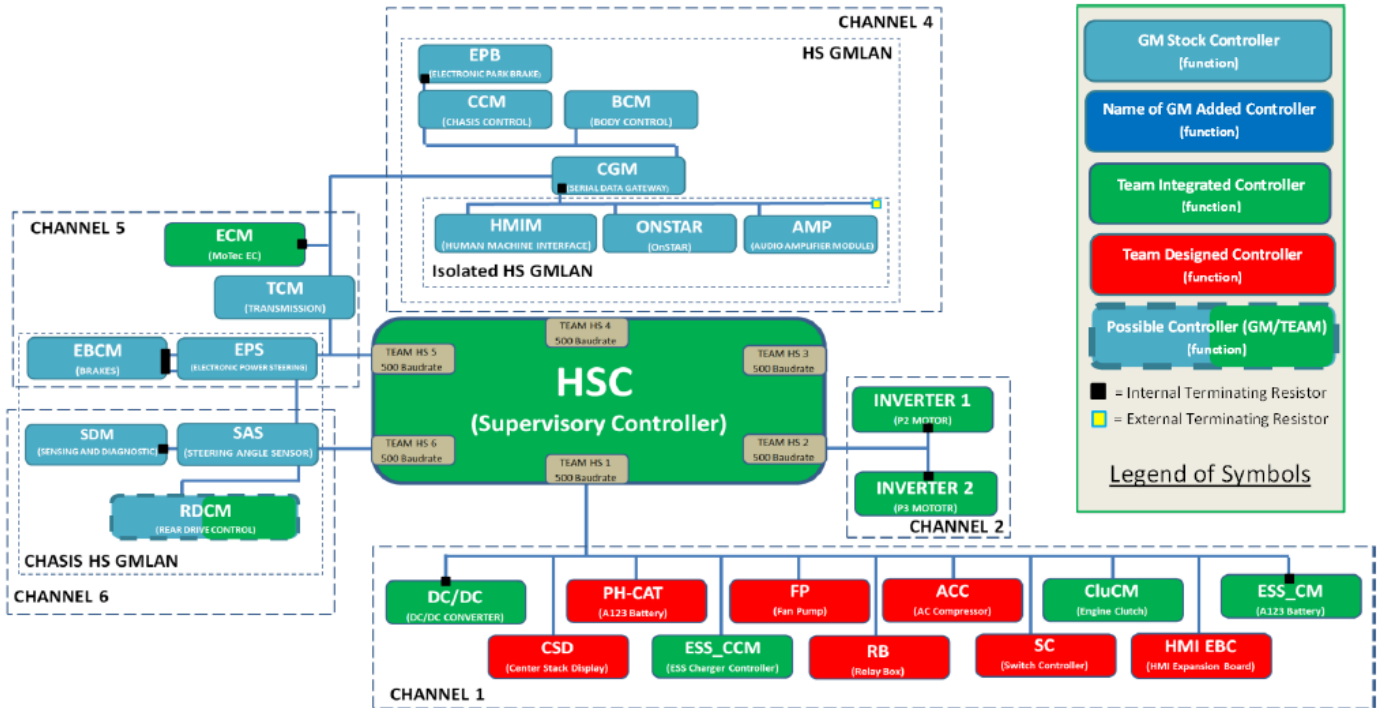 CHANNEL 4
HS GMLAN
EPB
(ELECTRONIC PARK BRAKE)
CCM
(CHASIS CONTROL)
BCM
(BODY CONTROL)
CGM
(SERIAL DATA GATEWAY)
HMIM
(HUMAN MACHINE INTERFACE)
ONSTAR
(OnSTAR)
AMP
(AUDIO AMPLIFIER MODULE)
Isolated HS GMLAN
CHANNEL 5
ECM
(MoTec EC)
TCM
(TRANSMISSION)
EBCM
(BRAKES)
EPS
(ELECTRONIC POWER STEERING)
SDM
(SENSING AND DIAGNOSTIC)
SAS
(STEERING ANGLE SENSOR)
RDCM
(REAR DRIVE CONTROL)
CHASIS HS GMLAN
CHANNEL 6
TEAM HS 4
500 Baudrate
TEAM HS 5
500 Baudrate
TEAM HS 3
500 Baudrate
HSC
(Supervisory Controller)
TEAM HS 6
500 Baudrate
TEAM HS 2
500 Baudrate
TEAM HS 1
500 Baudrate
INVERTER 1
(P2 MOTOR)
INVERTER 2
(P3 MOTOTR)
CHANNEL 2
DC/DC
(DC/DC CONVERTER)
PH-CAT
(A123 Battery)
FP
(Fan Pump)
ACC
(AC Compressor)
CluCM
(Engine Clutch)
ESS_CM
(A123 Battery)
CSD
(Center Stack Display)
ESS_CCM
(ESS Charger Controller)
RB
(Relay Box)
SC
(Switch Controller)
HMI EBC
(HMI Expansion Board)
CHANNEL 1
GM Stock Controller
(function)
Name of GM Added Controller
(function)
Team Integrated Controller
(function)
Team Designed Controller
(function)
Possible Controller (GM/TEAM)
(function)
= Internal Terminating Resistor
= External Terminating Resistor
Legend of Symbols